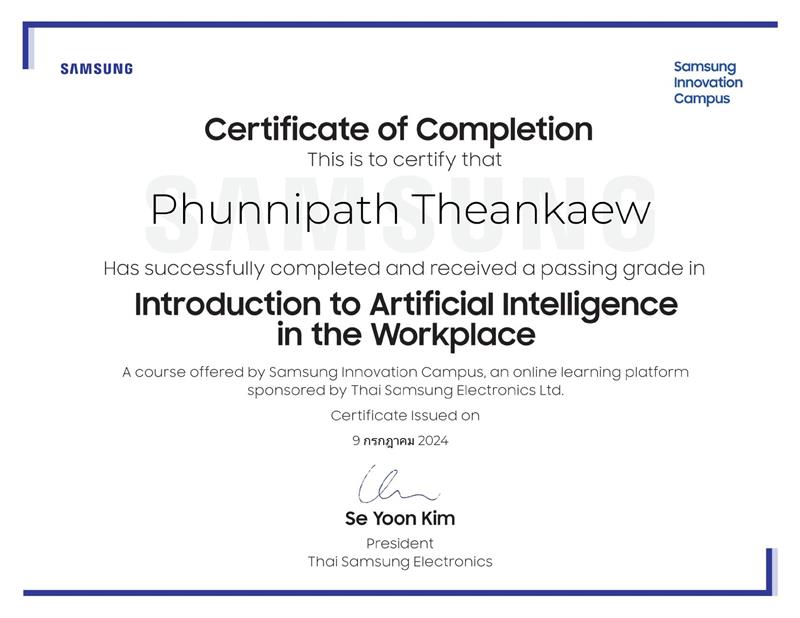 SAMSUNG
Samsung
Innovation
Campus
Certificate of Completion
This is to certify that
SAMSUNG
Phunnipath Theankaew
Has successfully completed and received a passing grade in
Introduction to Artificial Intelligence
in the Workplace
A course offered by Samsung Innovation Campus, an online learning platform
sponsored by Thai Samsung Electronics Ltd.
Certificate Issued on
9 กรกฎาคม 2024
Se Yoon Kim
President
Thai Samsung Electronics